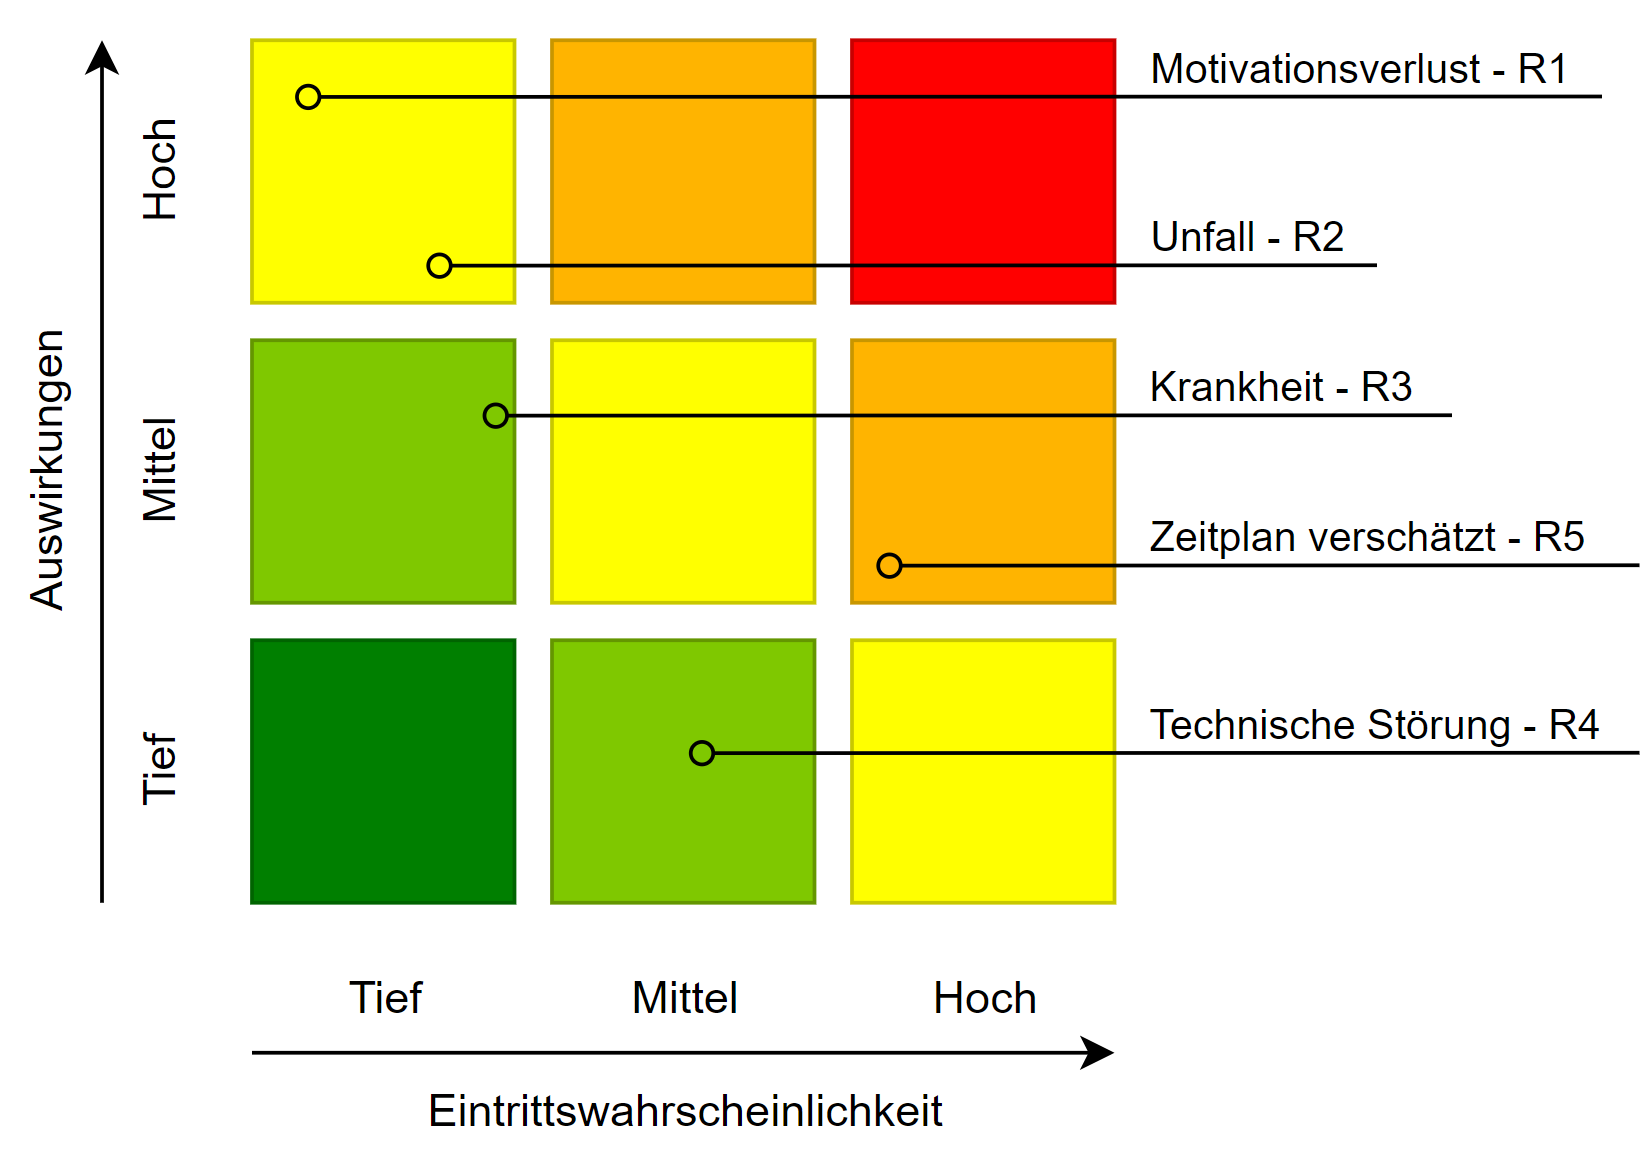 Motivationsverlust - R1
Hoch
Unfall - R2
Auswirkungen
Mittel
Krankheit - R3
Zeitplan verschätzt - R5
Tief
Technische Störung - R4
Tief
Mittel
Hoch
Eintrittswahrscheinlichkeit